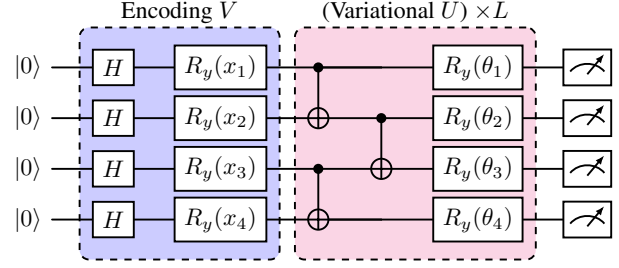 Encoding V (Variational U) ×L
|0⟩ H R_y(x_1) R_y(θ_1)
|0⟩ H R_y(x_2) R_y(θ_2)
|0⟩ H R_y(x_3) R_y(θ_3)
|0⟩ H R_y(x_4) R_y(θ_4)